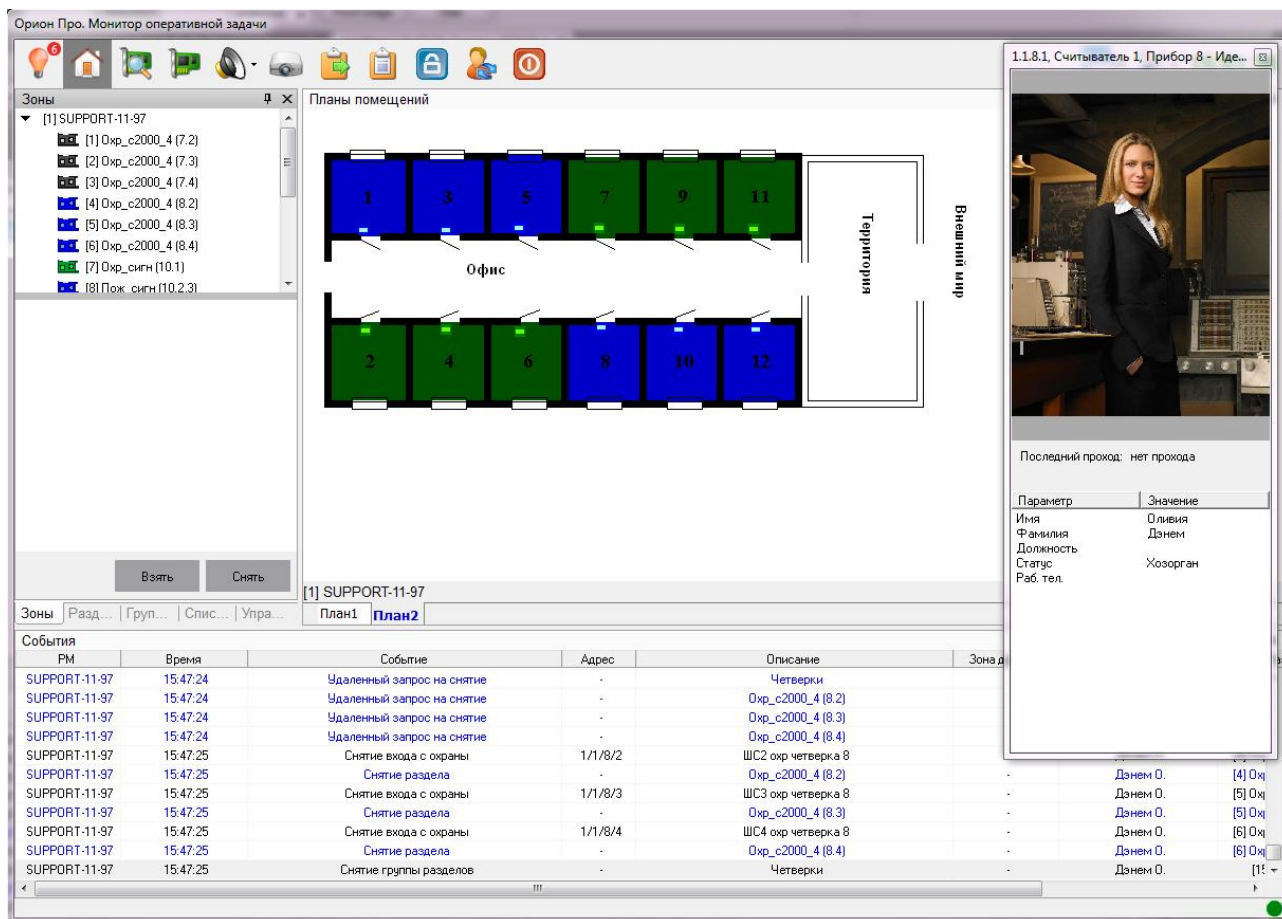 Орион Про. Монитор оперативной задачи
6
1.1.8.1, Считыватель 1, Прибор 8 - Иде...
Зоны
Планы помещений
[1] SUPPORT-11-97
[1] Охр_с2000_4 (7.2)
[2] Охр_с2000_4 (7.3)
[3] Охр_с2000_4 (7.4)
[4] Охр_с2000_4 (8.2)
[5] Охр_с2000_4 (8.3)
[6] Охр_с2000_4 (8.4)
[7] Охр_сигн (10.1)
[8] Пож_сигн (10.2,3)
1 3 5 7 9 11
Офис
Территория
Внешний мир
2 4 6 8 10 12
Последний проход: нет прохода
Параметр Значение
Имя Оливия
Фамилия Дэнем
Должность
Статус Хозорган
Раб. тел.
Взять Снять
[1] SUPPORT-11-97
Зоны Разд... Груп... Спис... Упра...
План1 План2
События
РМ Время Событие Адрес Описание Зона д
SUPPORT-11-97 15:47:24 Удаленный запрос на снятие - Четверки
SUPPORT-11-97 15:47:24 Удаленный запрос на снятие - Охр_с2000_4 (8.2)
SUPPORT-11-97 15:47:24 Удаленный запрос на снятие - Охр_с2000_4 (8.3)
SUPPORT-11-97 15:47:24 Удаленный запрос на снятие - Охр_с2000_4 (8.4)
SUPPORT-11-97 15:47:25 Снятие входа с охраны 1/1/8/2 ШС2 охр четверка 8
SUPPORT-11-97 15:47:25 Снятие раздела - Охр_с2000_4 (8.2) - Дэнем О. [4] Ох
SUPPORT-11-97 15:47:25 Снятие входа с охраны 1/1/8/3 ШС3 охр четверка 8 - Дэнем О. [5] Ох
SUPPORT-11-97 15:47:25 Снятие раздела - Охр_с2000_4 (8.3) - Дэнем О. [5] Ох
SUPPORT-11-97 15:47:25 Снятие входа с охраны 1/1/8/4 ШС4 охр четверка 8 - Дэнем О. [6] Ох
SUPPORT-11-97 15:47:25 Снятие раздела - Охр_с2000_4 (8.4) - Дэнем О. [6] Ох
SUPPORT-11-97 15:47:25 Снятие группы разделов - Четверки - Дэнем О.